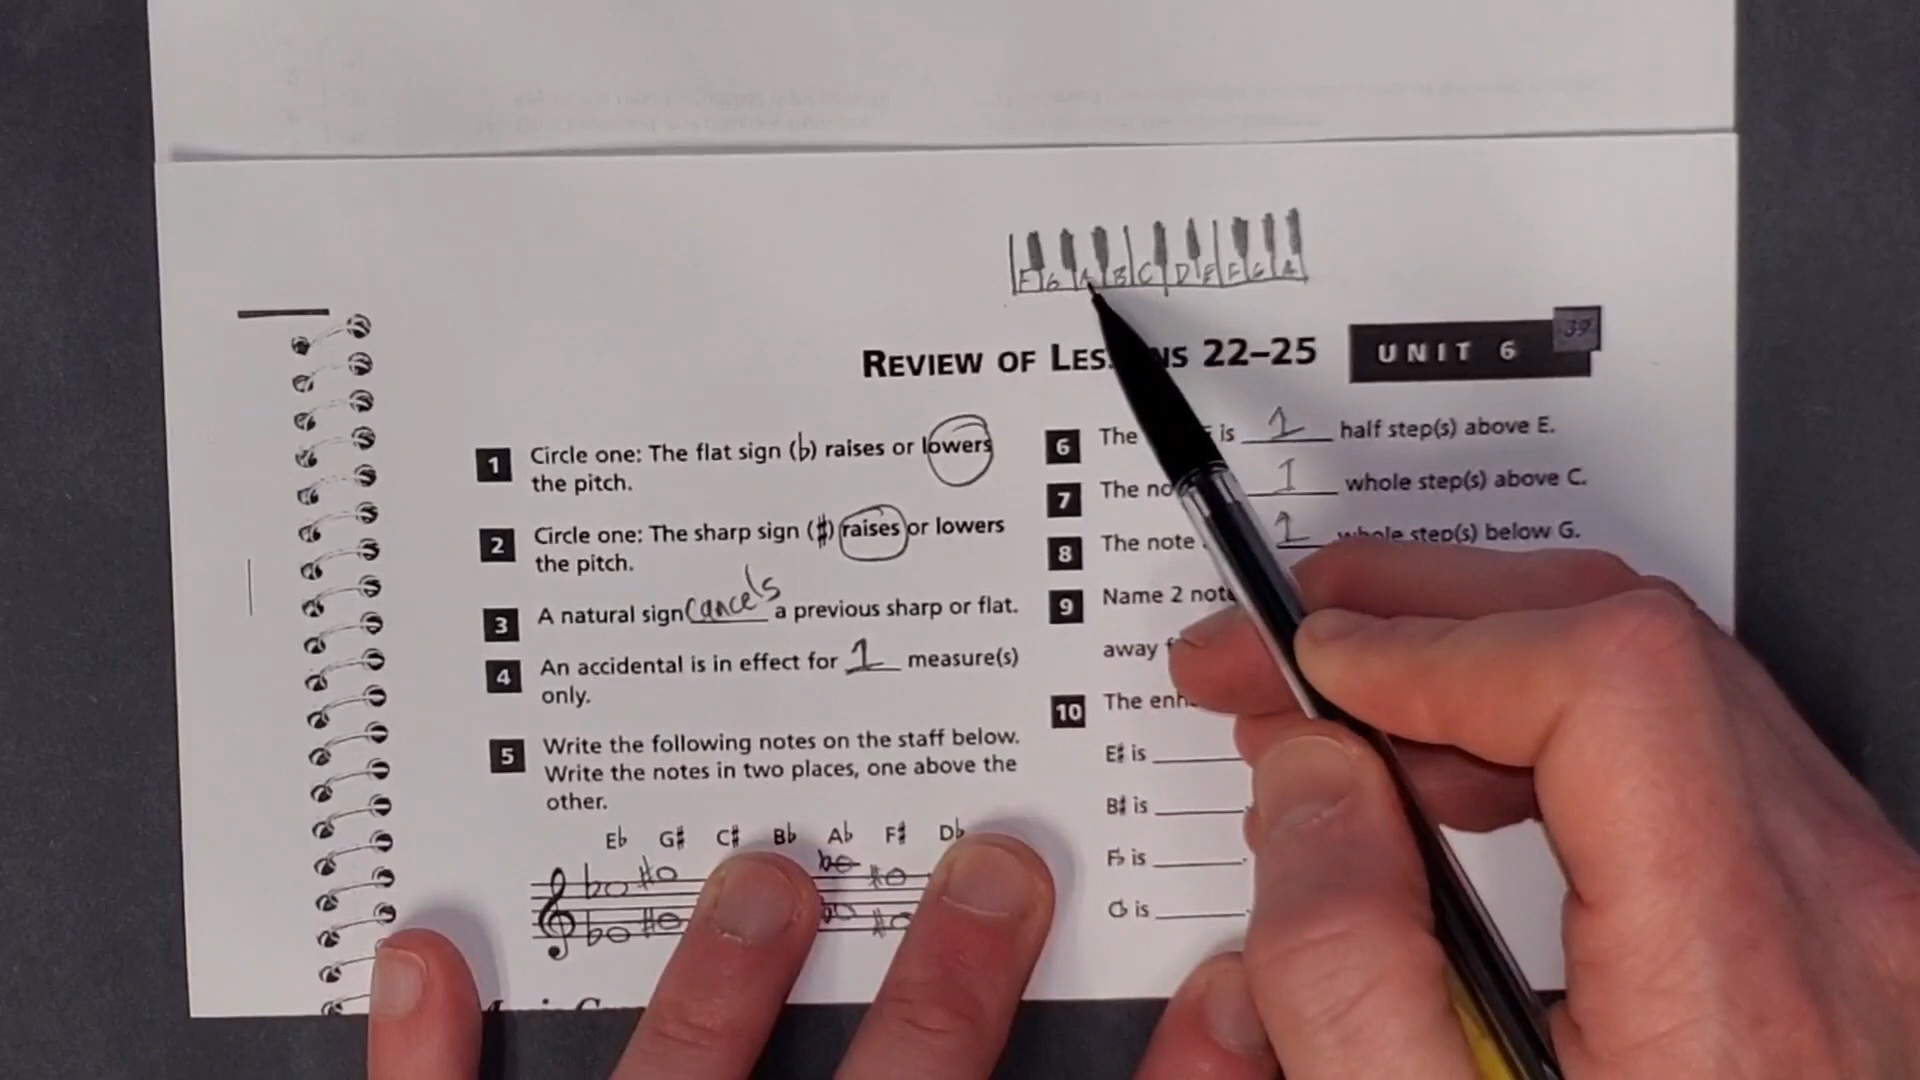 F G A B C D E F G A
REVIEW OF LES NS 22–25
UNIT 6
39
1 Circle one: The flat sign (♭) raises or lowers
the pitch.
2 Circle one: The sharp sign (♯) raises or lowers
the pitch.
3 A natural sign cancels a previous sharp or flat.
4 An accidental is in effect for 1 measure(s)
only.
5 Write the following notes on the staff below.
Write the notes in two places, one above the
other.
E♭ G♯ C♯ B♭ A♭ F♯ D♭
6 The is 1 half step(s) above E.
7 The 1 whole step(s) above C.
8 The note 1 whole step(s) below G.
9 Name 2
away
10 The
E♯ is
B♯ is
F♭ is
C♭ is